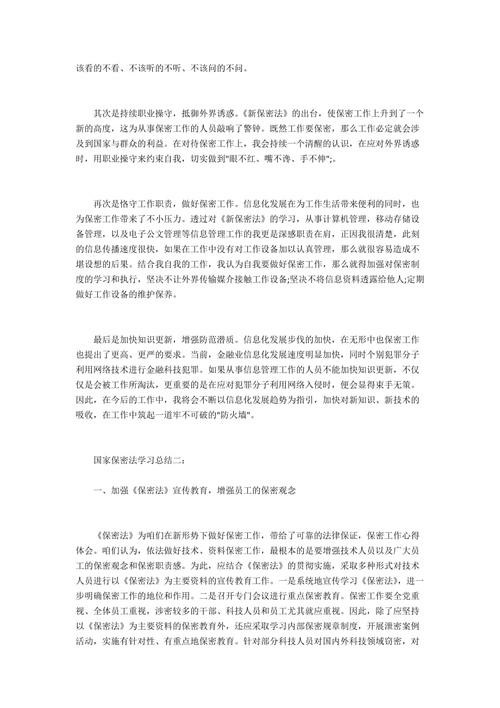 该看的不看、不该听的不听、不该问的不问。
其次是持续职业操守，抵御外界诱惑。《新保密法》的出台，使保密工作上升到了一个
新的高度，这为从事保密工作的人员敲响了警钟。既然工作要保密，那么工作必定就会涉
及到国家与群众的利益。在对待保密工作上，我会持续一个清醒的认识，在应对外界诱惑
时，用职业操守来约束自我，切实做到"眼不红、嘴不谗、手不伸";。
再次是恪守工作职责，做好保密工作。信息化发展在为工作生活带来便利的同时，也
为保密工作带来了不小压力。透过对《新保密法》的学习，从事计算机管理，移动存储设
备管理，以及电子公文管理等信息管理工作的我更是深感职责在肩，正因我很清楚，此刻
的信息传播速度很快，如果在工作中没有对工作设备加以认真管理，那么就很容易造成不
堪设想的后果。结合我自我的工作，我认为自我要做好保密工作，那么就得加强对保密制
度的学习和执行，坚决不让外界传输媒介接触工作设备;坚决不将信息资料透露给他人;定期
做好工作设备的维护保养。
最后是加快知识更新，增强防范潜质。信息化发展步伐的加快，在无形中也保密工作
也提出了更高、更严的要求。当前，金融业信息化发展速度明显加快，同时个别犯罪分子
利用网络技术进行金融科技犯罪。如果从事信息管理工作的人员不能加快知识更新，不仅
仅是会被工作所淘汰，更重要的是在应对犯罪分子利用网络入侵时，便会显得束手无策。
因此，在今后的工作中，我将会不断以信息化发展趋势为指引，加快对新知识、新技术的
吸收，在工作中筑起一道牢不可破的"防火墙"。
国家保密法学习总结二：
一、加强《保密法》宣传教育，增强员工的保密观念
《保密法》为咱们在新形势下做好保密工作，带给了可靠的法律保证，保密工作心得
体会。咱们认为，依法做好技术、资料保密工作，最根本的是要增强技术人员以及广大员
工的保密观念和保密职责感。为此，应结合《保密法》的贯彻实施，采取多种形式对技术
人员进行以《保密法》为主要资料的宣传教育工作。一是系统地宣传学习《保密法》，进一
步明确保密工作的地位和作用。二是召开专门会议进行重点保密教育。保密工作要全党重
视、全体员工重视，涉密较多的干部、科技人员和员工尤其就应重视。因此，除了应坚持
以《保密法》为主要资料的保密教育外，还应采取学习内部保密规章制度，开展泄密案例
活动，实施有针对性、有重点地保密教育。针对部分科技人员对国内外科技领域窃密，对